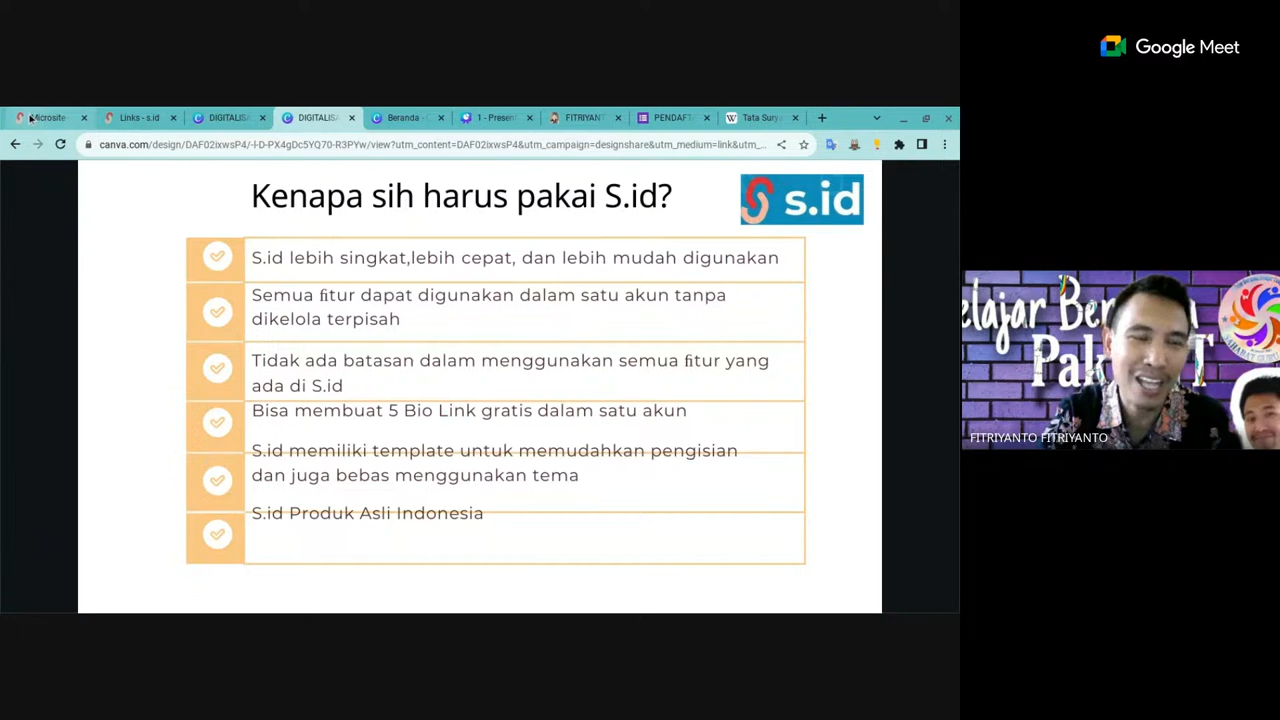 Google Meet
Microsite
Links - s.id
DIGITALIS
DIGITALIS
Beranda -
1 - Presen
FITRIYANT
PENDAFT
Tata Surya
canva.com/design/DAF02ixwsP4/-l-D-PX4gDc5YQ70-R3PYw/view?utm_content=DAF02ixwsP4&utm_campaign=designshare&utm_medium=link&utm_...
Kenapa sih harus pakai S.id?
s.id
S.id lebih singkat,lebih cepat, dan lebih mudah digunakan
Semua fitur dapat digunakan dalam satu akun tanpa
dikelola terpisah
Tidak ada batasan dalam menggunakan semua fitur yang
ada di S.id
Bisa membuat 5 Bio Link gratis dalam satu akun
S.id memiliki template untuk memudahkan pengisian
dan juga bebas menggunakan tema
S.id Produk Asli Indonesia
elajar Ber
Pak
FITRIYANTO FITRIYANTO